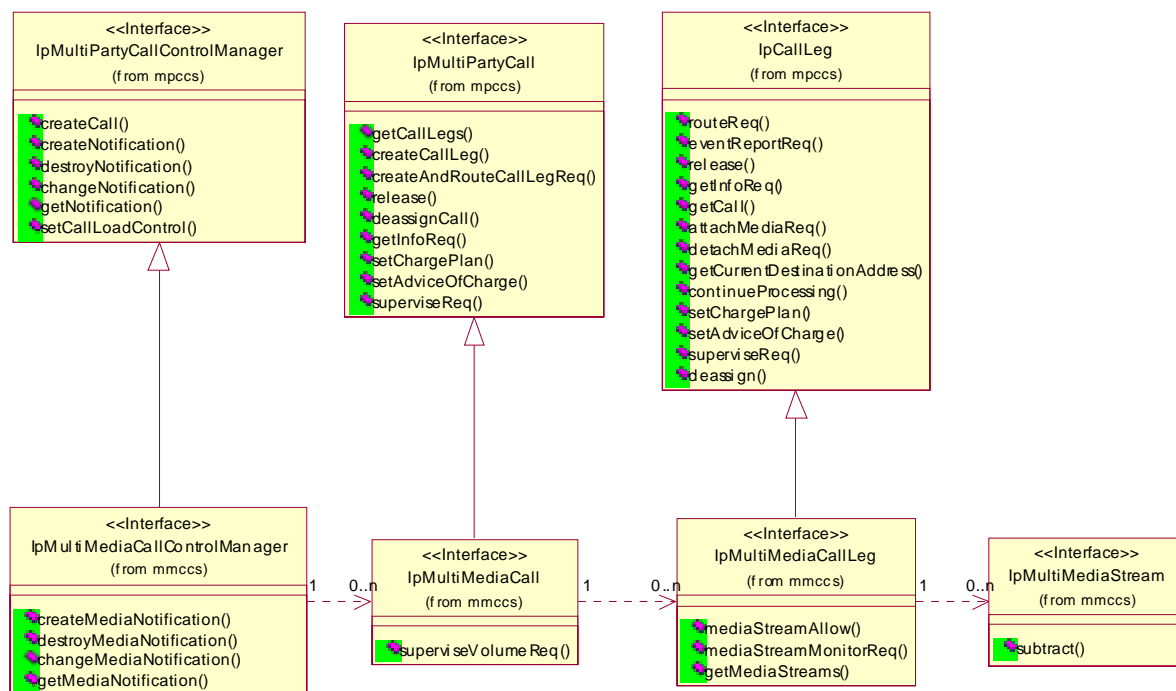 <<Interface>>
IpMultiPartyCallControlManager
(from mpccs)
createCall()
createNotification()
destroyNotification()
changeNotification()
getNotification()
setCallLoadControl()
<<Interface>>
IpMultiPartyCall
(from mpccs)
getCallLegs()
createCallLeg()
createAndRouteCallLegReq()
release()
deassignCall()
getInfoReq()
setChargePlan()
setAdviceOfCharge()
superviseReq()
<<Interface>>
IpCallLeg
(from mpccs)
routeReq()
eventReportReq()
release()
getInfoReq()
getCall()
attachMediaReq()
detachMediaReq()
getCurrentDestinationAddress()
continueProcessing()
setChargePlan()
setAdviceOfCharge()
superviseReq()
deassign()
<<Interface>>
IpMultiMediaCallControlManager
(from mmccs)
createMediaNotification()
destroyMediaNotification()
changeMediaNotification()
getMediaNotification()
1
0..n
<<Interface>>
IpMultiMediaCall
(from mmccs)
superviseVolumeReq()
1
0..n
<<Interface>>
IpMultiMediaCallLeg
(from mmccs)
mediaStreamAllow()
mediaStreamMonitorReq()
getMediaStreams()
1
0..n
<<Interface>>
IpMultiMediaStream
(from mmccs)
subtract()